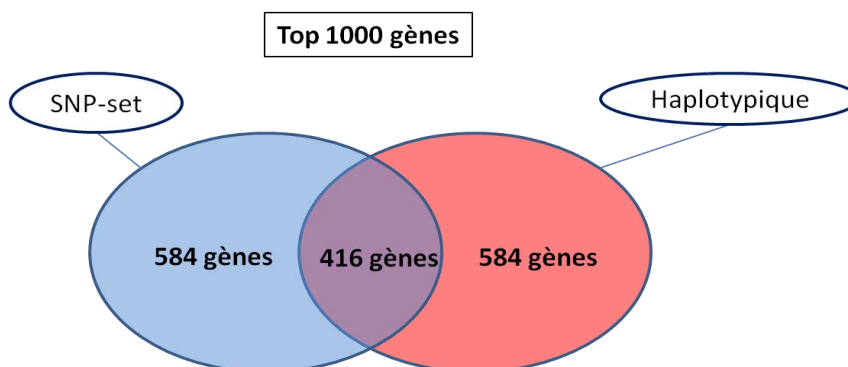 Top 1000 gènes
SNP-set
Haplotypique
584 gènes
416 gènes
584 gènes